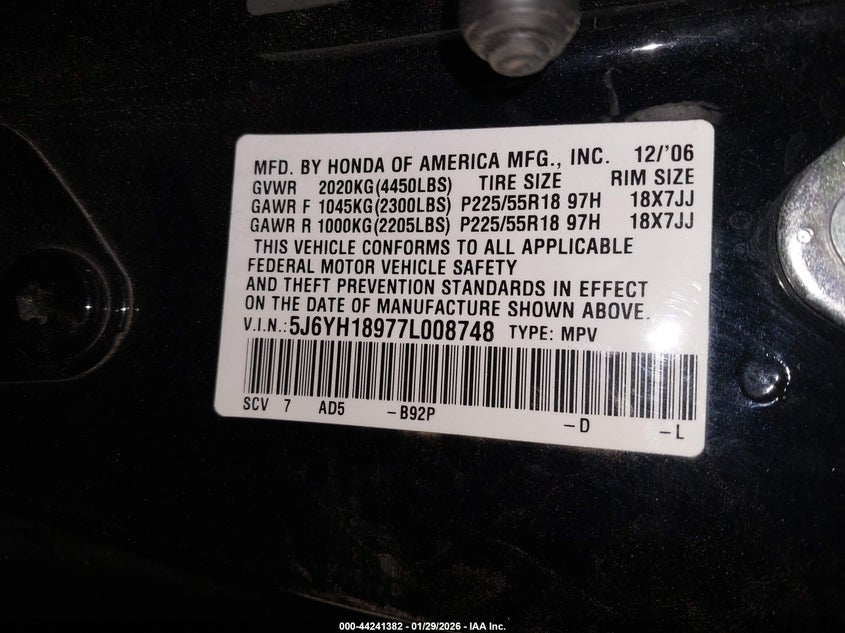 MFD. BY HONDA OF AMERICA MFG., INC. 12/'06
GVWR 2020KG(4450LBS) TIRE SIZE RIM SIZE
GAWR F 1045KG(2300LBS) P225/55R18 97H 18X7JJ
GAWR R 1000KG(2205LBS) P225/55R18 97H 18X7JJ
THIS VEHICLE CONFORMS TO ALL APPLICABLE
FEDERAL MOTOR VEHICLE SAFETY
AND THEFT PREVENTION STANDARDS IN EFFECT
ON THE DATE OF MANUFACTURE SHOWN ABOVE.
V.I.N.:5J6YH18977L008748 TYPE: MPV
SCV 7 AD5 -B92P -D -L
000-44241382 - 01/29/2026 - IAA Inc.